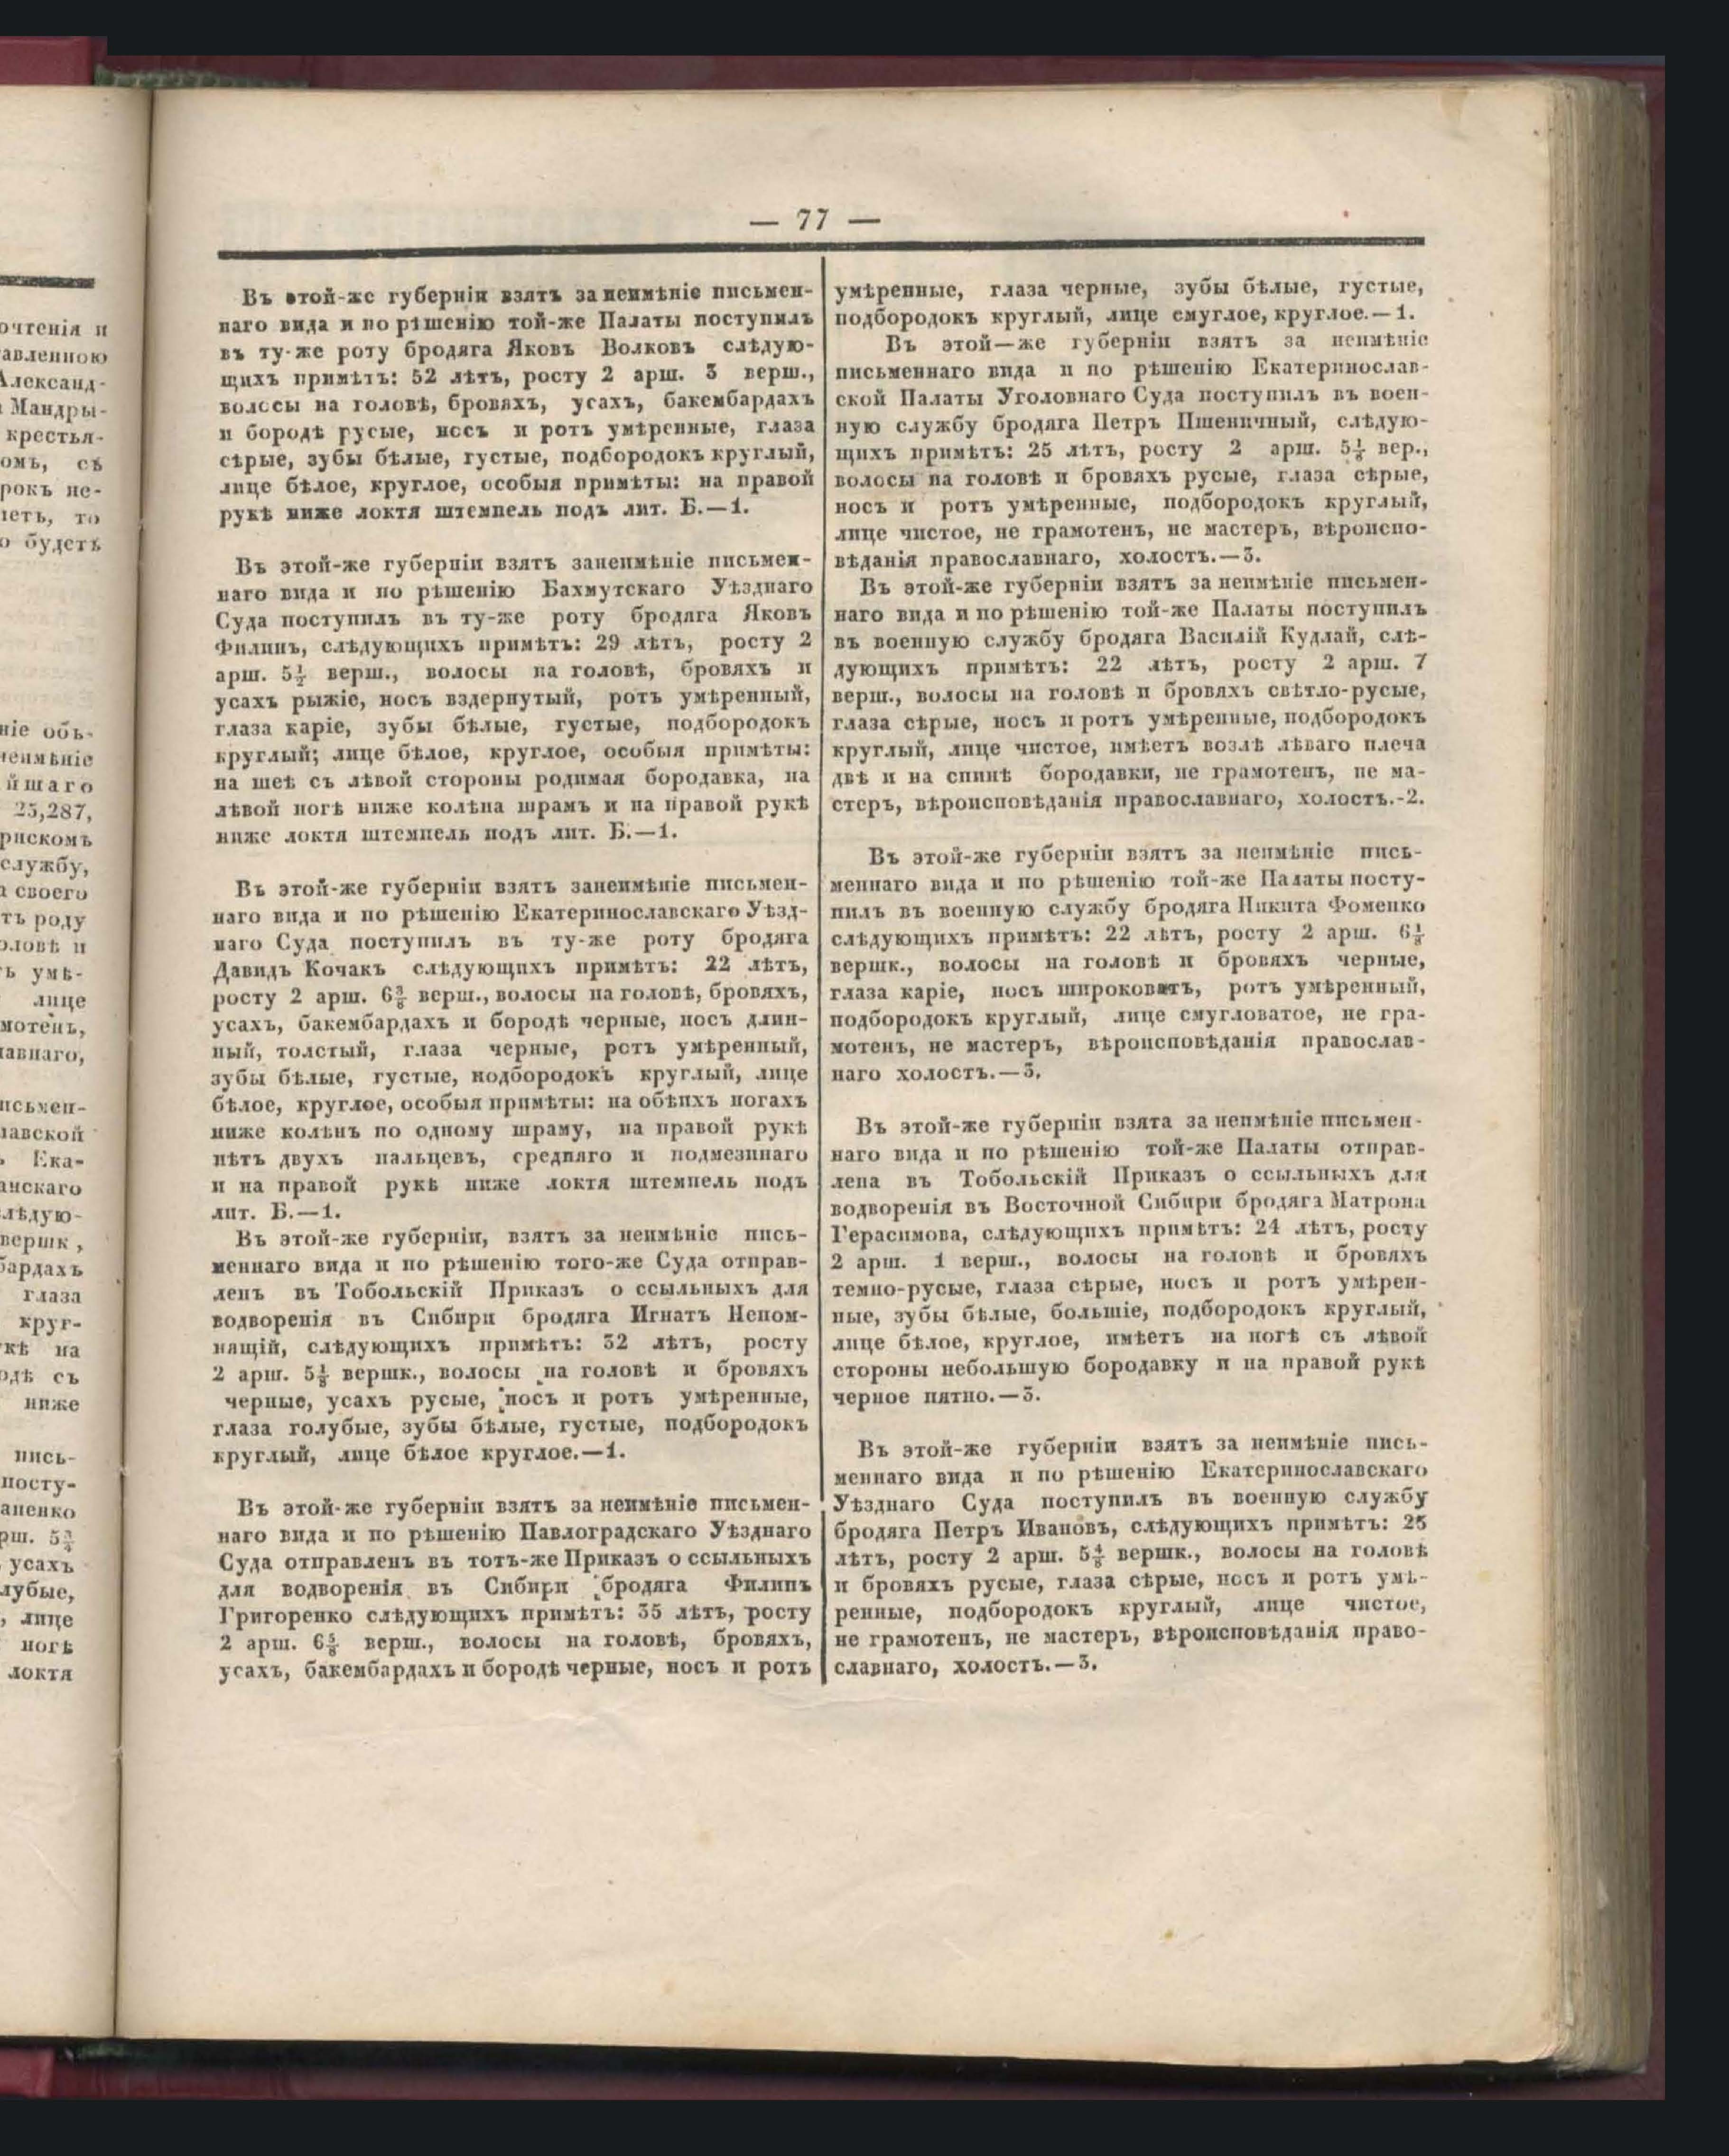 — 77 —
Въ этой-же губерніи взятъ за неимѣніе письмен-
наго вида и по рѣшенію той-же Палаты поступилъ
въ ту-же роту бродяга Яковъ Волковъ слѣдую-
щихъ примѣтъ: 52 лѣтъ, росту 2 арш. 3 верш.,
волосы на головѣ, бровяхъ, усахъ, бакембардахъ
и бородѣ русые, носъ и ротъ умѣренные, глаза
сѣрые, зубы бѣлые, густые, подбородокъ круглый,
лице бѣлое, круглое, особыя примѣты: на правой
рукѣ ниже локтя штемпель подъ лит. Б.—1.
Въ этой-же губерніи взятъ занеимѣніе письмен-
наго вида и по рѣшенію Бахмутскаго Уѣзднаго
Суда поступилъ въ ту-же роту бродяга Яковъ
Филинъ, слѣдующихъ примѣтъ: 29 лѣтъ, росту 2
арш. 5½ верш., волосы на головѣ, бровяхъ и
усахъ рыжіе, носъ вздернутый, ротъ умѣренный,
глаза каріе, зубы бѣлые, густые, подбородокъ
круглый; лице бѣлое, круглое, особыя примѣты:
на шеѣ съ лѣвой стороны родимая бородавка, на
лѣвой ногѣ ниже колѣна шрамъ и на правой рукѣ
ниже локтя штемпель подъ лит. Б.—1.
Въ этой-же губерніи взятъ занеимѣніе письмен-
наго вида и по рѣшенію Екатеринославскаго Уѣзд-
наго Суда поступилъ въ ту-же роту бродяга
Давидъ Кочакъ слѣдующихъ примѣтъ: 22 лѣтъ,
росту 2 арш. 6⅜ верш., волосы на головѣ, бровяхъ,
усахъ, бакембардахъ и бородѣ черные, носъ длин-
ный, толстый, глаза черные, ротъ умѣренный,
зубы бѣлые, густые, подбородокъ круглый, лице
бѣлое, круглое, особыя примѣты: на обѣихъ ногахъ
ниже колѣнъ по одному шраму, на правой рукѣ
нѣтъ двухъ пальцевъ, средняго и подмезиннаго
и на правой рукѣ ниже локтя штемпель подъ
лит. Б.—1.
Въ этой-же губерніи, взятъ за неимѣніе пись-
меннаго вида и по рѣшенію того-же Суда отправ-
ленъ въ Тобольскій Приказъ о ссыльныхъ для
водворенія въ Сибири бродяга Игнатъ Непом-
нящій, слѣдующихъ примѣтъ: 32 лѣтъ, росту
2 арш. 5⅛ вершк., волосы на головѣ и бровяхъ
черные, усахъ русые, носъ и ротъ умѣренные,
глаза голубые, зубы бѣлые, густые, подбородокъ
круглый, лице бѣлое круглое.—1.
Въ этой-же губерніи взятъ за неимѣніе письмен-
наго вида и по рѣшенію Павлоградскаго Уѣзднаго
Суда отправленъ въ тотъ-же Приказъ о ссыльныхъ
для водворенія въ Сибири бродяга Филипъ
Григоренко слѣдующихъ примѣтъ: 35 лѣтъ, росту
2 арш. 6⅝ верш., волосы на головѣ, бровяхъ,
усахъ, бакембардахъ и бородѣ черные, носъ и ротъ
умѣренные, глаза черные, зубы бѣлые, густые,
подбородокъ круглый, лице смуглое, круглое.—1.
Въ этой—же губерніи взятъ за неимѣніе
письменнаго вида и по рѣшенію Екатеринослав-
ской Палаты Уголовнаго Суда поступилъ въ воен-
ную службу бродяга Петръ Пшеничный, слѣдую-
щихъ примѣтъ: 25 лѣтъ, росту 2 арш. 5⅛ вер.,
волосы на головѣ и бровяхъ русые, глаза сѣрые,
носъ и ротъ умѣренные, подбородокъ круглый,
лице чистое, не грамотенъ, не мастеръ, вѣроиспо-
вѣданія православнаго, холостъ.—3.
Въ этой-же губерніи взятъ за неимѣніе письмен-
наго вида и по рѣшенію той-же Палаты поступилъ
въ военную службу бродяга Василій Кудлай, слѣ-
дующихъ примѣтъ: 22 лѣтъ, росту 2 арш. 7
верш., волосы на головѣ и бровяхъ свѣтло-русые,
глаза сѣрые, носъ и ротъ умѣренные, подбородокъ
круглый, лице чистое, имѣетъ возлѣ лѣваго плеча
двѣ и на спинѣ бородавки, не грамотенъ, не ма-
стеръ, вѣроисповѣданія православнаго, холостъ.-2.
Въ этой-же губерніи взятъ за неимѣніе пись-
меннаго вида и по рѣшенію той-же Палаты посту-
пилъ въ военную службу бродяга Никита Фоменко
слѣдующихъ примѣтъ: 22 лѣтъ, росту 2 арш. 6⅛
вершк., волосы на головѣ и бровяхъ черные,
глаза каріе, носъ широковатъ, ротъ умѣренный,
подбородокъ круглый, лице смугловатое, не гра-
мотенъ, не мастеръ, вѣроисповѣданія православ-
наго холостъ.—3.
Въ этой-же губерніи взята за неимѣніе письмен-
наго вида и по рѣшенію той-же Палаты отправ-
лена въ Тобольскій Приказъ о ссыльныхъ для
водворенія въ Восточной Сибири бродяга Матрона
Герасимова, слѣдующихъ примѣтъ: 24 лѣтъ, росту
2 арш. 1 верш., волосы на головѣ и бровяхъ
темно-русые, глаза сѣрые, носъ и ротъ умѣрен-
ные, зубы бѣлые, большіе, подбородокъ круглый,
лице бѣлое, круглое, имѣетъ на ногѣ съ лѣвой
стороны небольшую бородавку и на правой рукѣ
черное пятно.—3.
Въ этой-же губерніи взятъ за неимѣніе пись-
меннаго вида и по рѣшенію Екатеринославскаго
Уѣзднаго Суда поступилъ въ военную службу
бродяга Петръ Ивановъ, слѣдующихъ примѣтъ: 25
лѣтъ, росту 2 арш. 5⁴⁄₈ вершк., волосы на головѣ
и бровяхъ русые, глаза сѣрые, носъ и ротъ умѣ-
ренные, подбородокъ круглый, лице чистое,
не грамотенъ, не мастеръ, вѣроисповѣданія право-
славнаго, холостъ.—3.